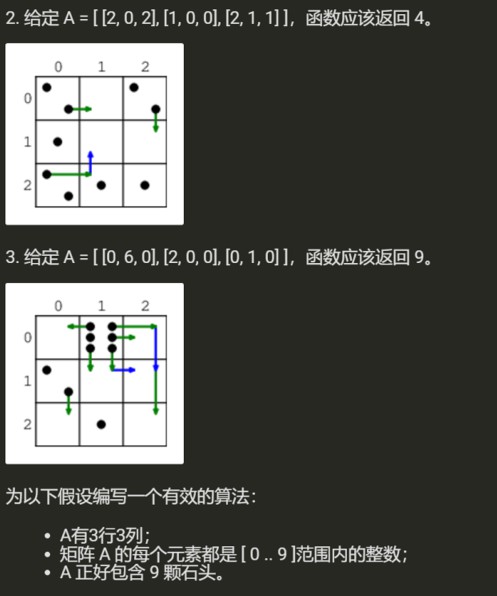 2. 给定 A = [ [2, 0, 2], [1, 0, 0], [2, 1, 1] ]，函数应该返回 4。
0 1 2
0
1
2
3. 给定 A = [ [0, 6, 0], [2, 0, 0], [0, 1, 0] ]，函数应该返回 9。
0 1 2
0
1
2
为以下假设编写一个有效的算法：
• A有3行3列；
• 矩阵 A 的每个元素都是 [ 0 .. 9 ]范围内的整数；
• A 正好包含 9 颗石头。